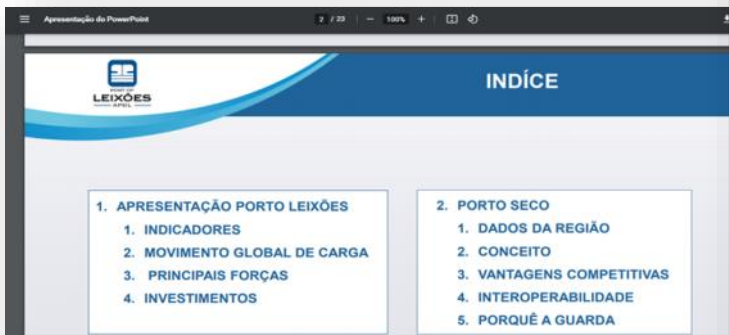 Apresentação do PowerPoint
2 / 23
100%
PORT OF
LEIXÕES
APDL
INDÍCE
1. APRESENTAÇÃO PORTO LEIXÕES
1. INDICADORES
2. MOVIMENTO GLOBAL DE CARGA
3. PRINCIPAIS FORÇAS
4. INVESTIMENTOS
2. PORTO SECO
1. DADOS DA REGIÃO
2. CONCEITO
3. VANTAGENS COMPETITIVAS
4. INTEROPERABILIDADE
5. PORQUÊ A GUARDA